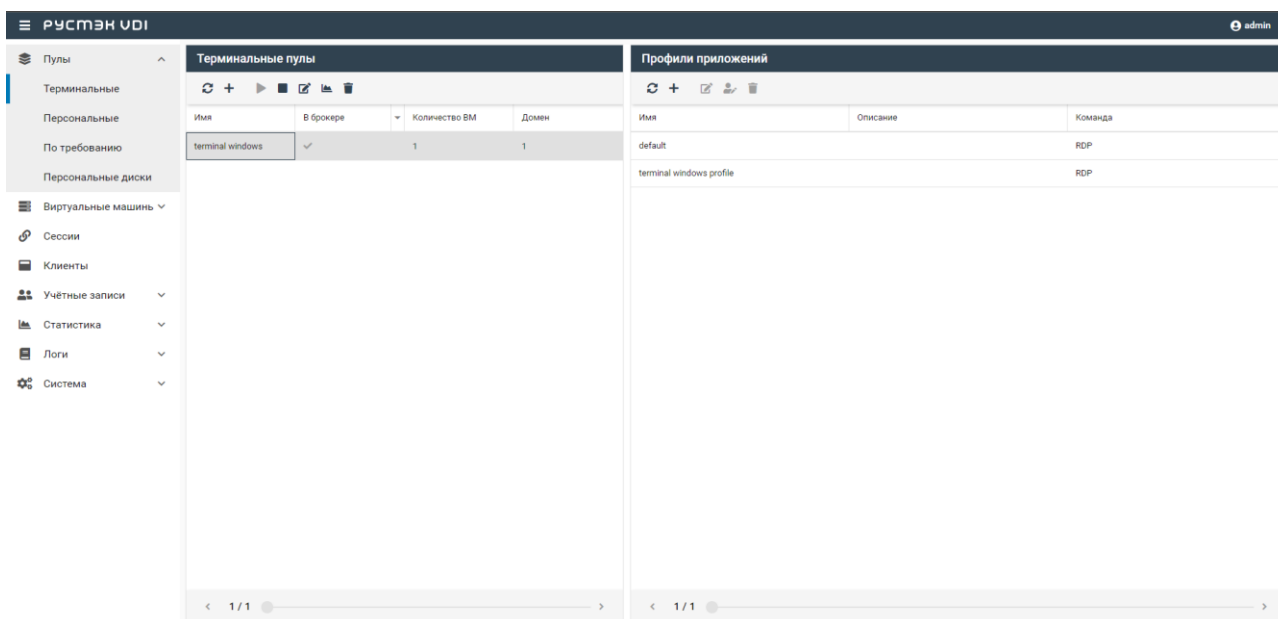 РУСТЭК VDI
admin
Пулы
Терминальные
Персональные
По требованию
Персональные диски
Виртуальные машинь
Сессии
Клиенты
Учётные записи
Статистика
Логи
Система
Терминальные пулы
Имя В брокере Количество ВМ Домен
terminal windows 1 1
1 / 1
Профили приложений
Имя Описание Команда
default RDP
terminal windows profile RDP
1 / 1